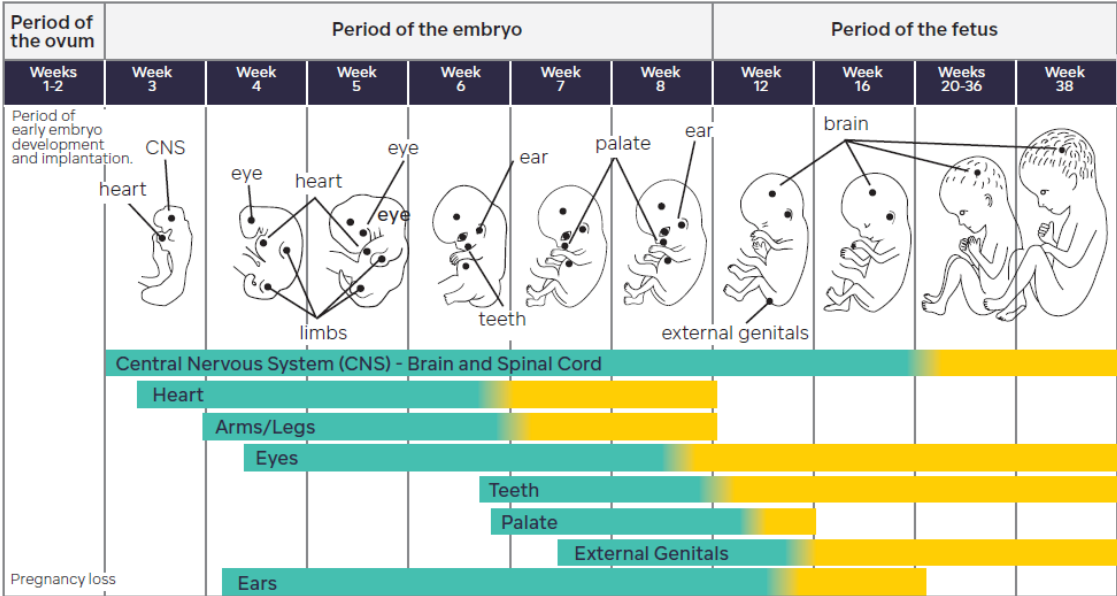 Period of
the ovum
Period of the embryo
Period of the fetus
Weeks
1-2
Week
3
Week
4
Week
5
Week
6
Week
7
Week
8
Week
12
Week
16
Weeks
20-36
Week
38
Period of
early embryo
development
and implantation.
CNS
heart
eye
heart
eye
eye
limbs
ear
teeth
palate
ear
brain
external genitals
Central Nervous System (CNS) - Brain and Spinal Cord
Heart
Arms/Legs
Eyes
Teeth
Palate
External Genitals
Pregnancy loss
Ears